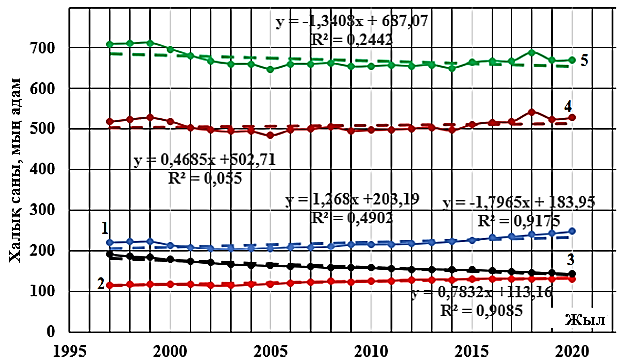 y = -1,3408x + 687,07
R² = 0,2442
700
5
600
4
500
y = 0,4685x +502,71
R² = 0,055
400
y = 1,268x +203,19
R² = 0,4902
y = -1,7965x + 183,95
R² = 0,9175
300
1
200
3
2
100
y = 0,7832x +113,16
R² = 0,9085
Жыл
0
1995
2000
2005
2010
2015
2020
Халық саны, мың адам